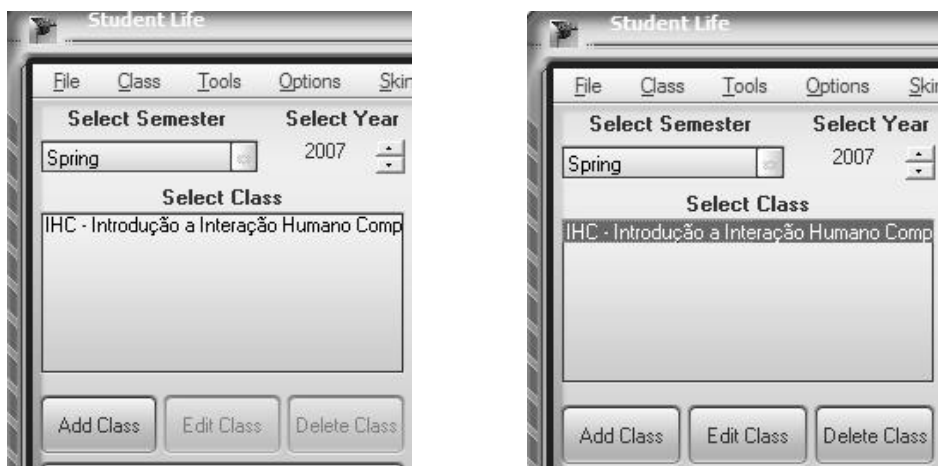 Student Life
File Class Tools Options Skin
Select Semester Select Year
Spring 2007
Select Class
IHC - Introdução a Interação Humano Comp
Add Class Edit Class Delete Class
Student Life
File Class Tools Options Skin
Select Semester Select Year
Spring 2007
Select Class
IHC - Introdução a Interação Humano Comp
Add Class Edit Class Delete Class